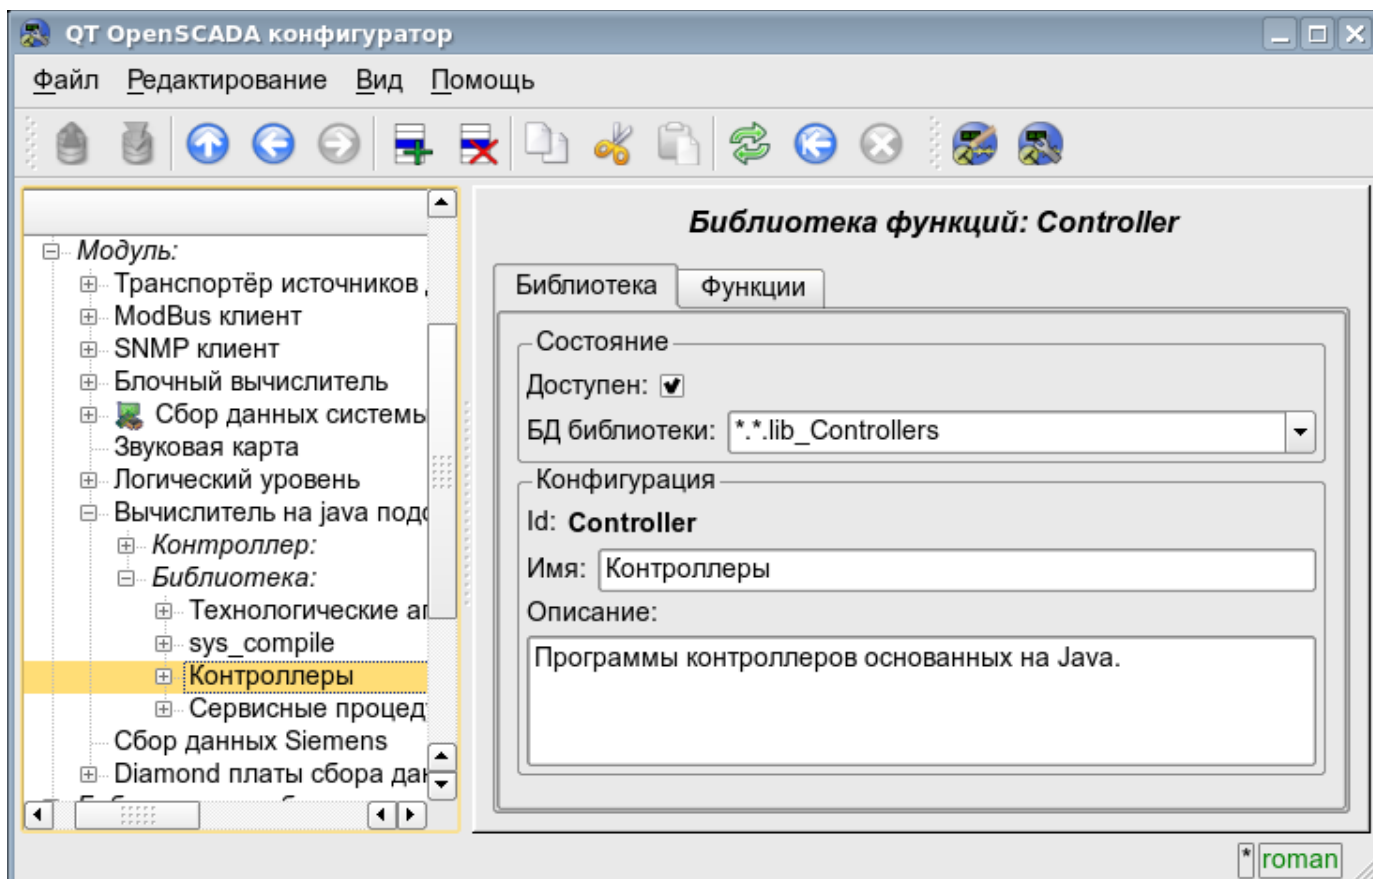 QT OpenSCADA конфигуратор
Файл Редактирование Вид Помощь
Модуль:
Транспортёр источников
ModBus клиент
SNMP клиент
Блочный вычислитель
Сбор данных системы
Звуковая карта
Логический уровень
Вычислитель на java подо
Контроллер:
Библиотека:
Технологические ап
sys_compile
Контроллеры
Сервисные процед
Сбор данных Siemens
Diamond платы сбора дан
Библиотека функций: Controller
Библиотека Функции
Состояние
Доступен:
БД библиотеки: *.*.lib_Controllers
Конфигурация
Id: Controller
Имя: Контроллеры
Описание:
Программы контроллеров основанных на Java.
* roman